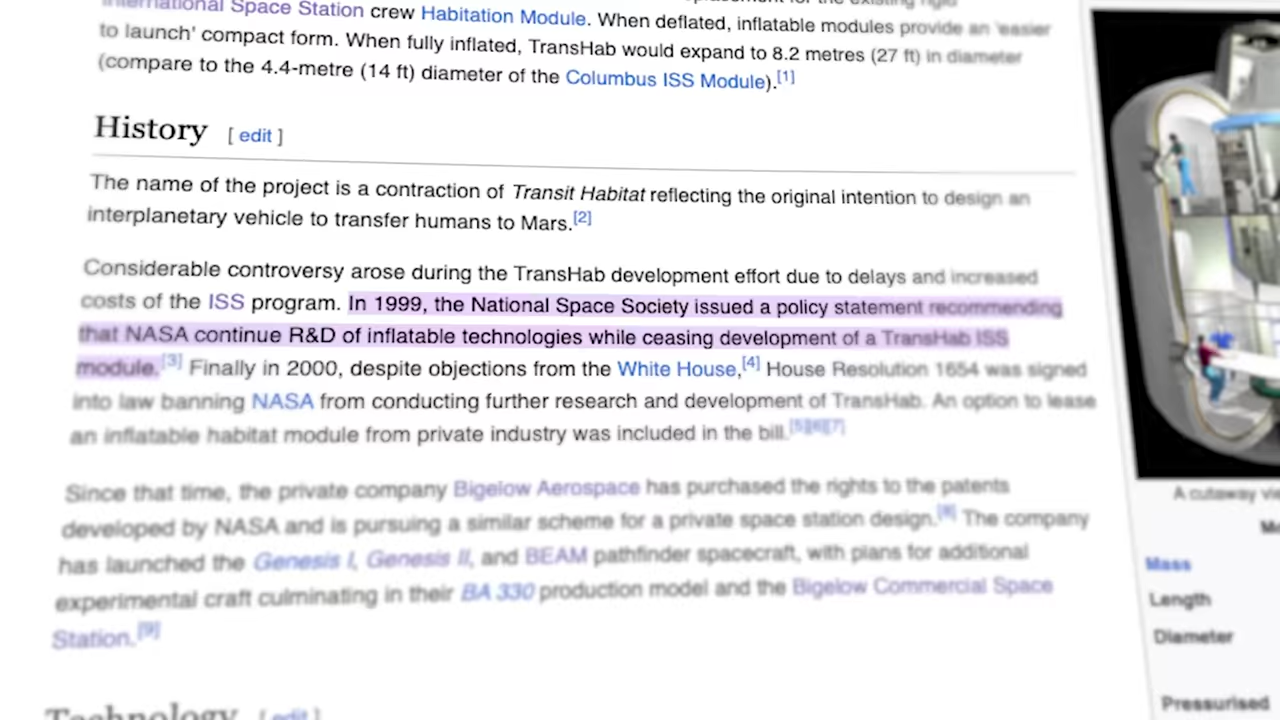 International Space Station crew Habitation Module. When deflated, inflatable modules provide an 'easier
to launch' compact form. When fully inflated, TransHab would expand to 8.2 metres (27 ft) in diameter
(compare to the 4.4-metre (14 ft) diameter of the Columbus ISS Module).[1]
History [ edit ]
The name of the project is a contraction of Transit Habitat reflecting the original intention to design an
interplanetary vehicle to transfer humans to Mars.[2]
Considerable controversy arose during the TransHab development effort due to delays and increased
costs of the ISS program. In 1999, the National Space Society issued a policy statement recommending
that NASA continue R&D of inflatable technologies while ceasing development of a TransHab ISS
module.[3] Finally in 2000, despite objections from the White House,[4] House Resolution 1654 was signed
into law banning NASA from conducting further research and development of TransHab. An option to lease
an inflatable habitat module from private industry was included in the bill.[5][6][7]
Since that time, the private company Bigelow Aerospace has purchased the rights to the patents
developed by NASA and is pursuing a similar scheme for a private space station design.[8] The company
has launched the Genesis I, Genesis II, and BEAM pathfinder spacecraft, with plans for additional
experimental craft culminating in their BA 330 production model and the Bigelow Commercial Space
Station.[9]
Technology [ edit ]
A cutaway
Mass
Length
Diameter
Pressurised